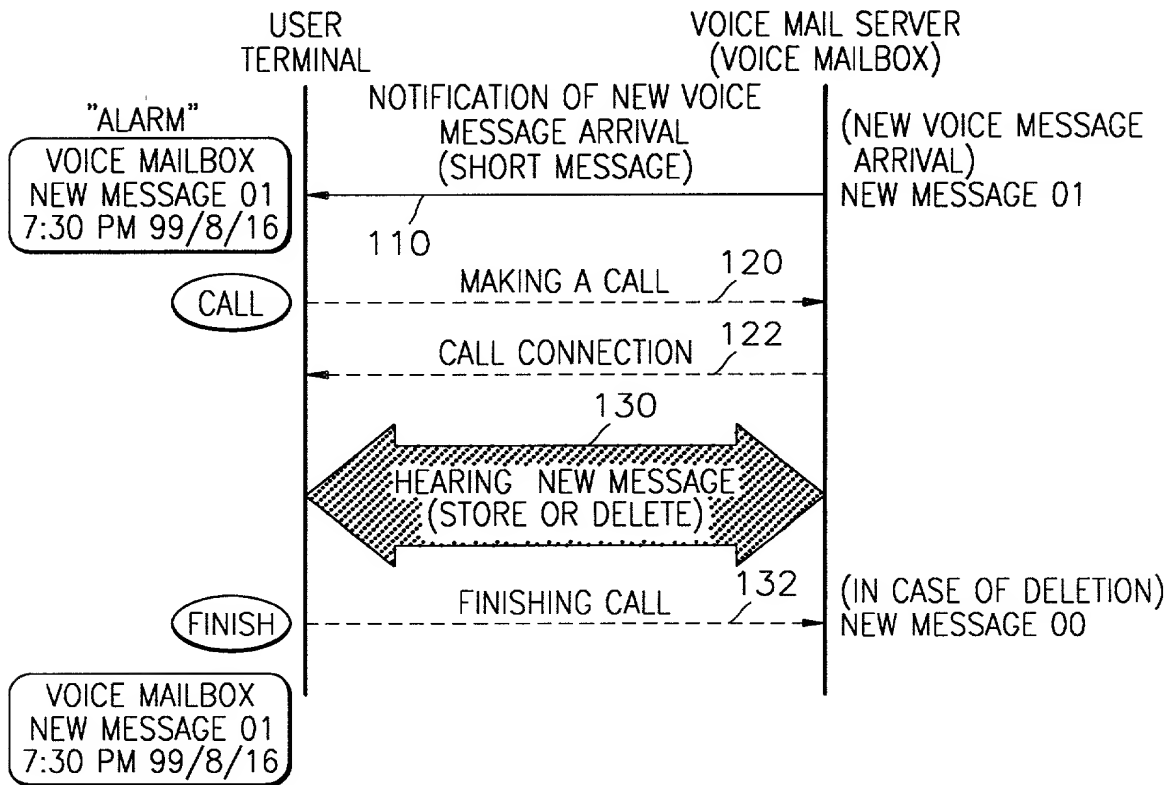 USER
TERMINAL
VOICE MAIL SERVER
(VOICE MAILBOX)
"ALARM"
VOICE MAILBOX
NEW MESSAGE 01
7:30 PM 99/8/16
NOTIFICATION OF NEW VOICE
MESSAGE ARRIVAL
(SHORT MESSAGE)
110
(NEW VOICE MESSAGE
ARRIVAL)
NEW MESSAGE 01
CALL
MAKING A CALL
120
CALL CONNECTION
122
130
HEARING NEW MESSAGE
(STORE OR DELETE)
FINISH
FINISHING CALL
132
(IN CASE OF DELETION)
NEW MESSAGE 00
VOICE MAILBOX
NEW MESSAGE 01
7:30 PM 99/8/16